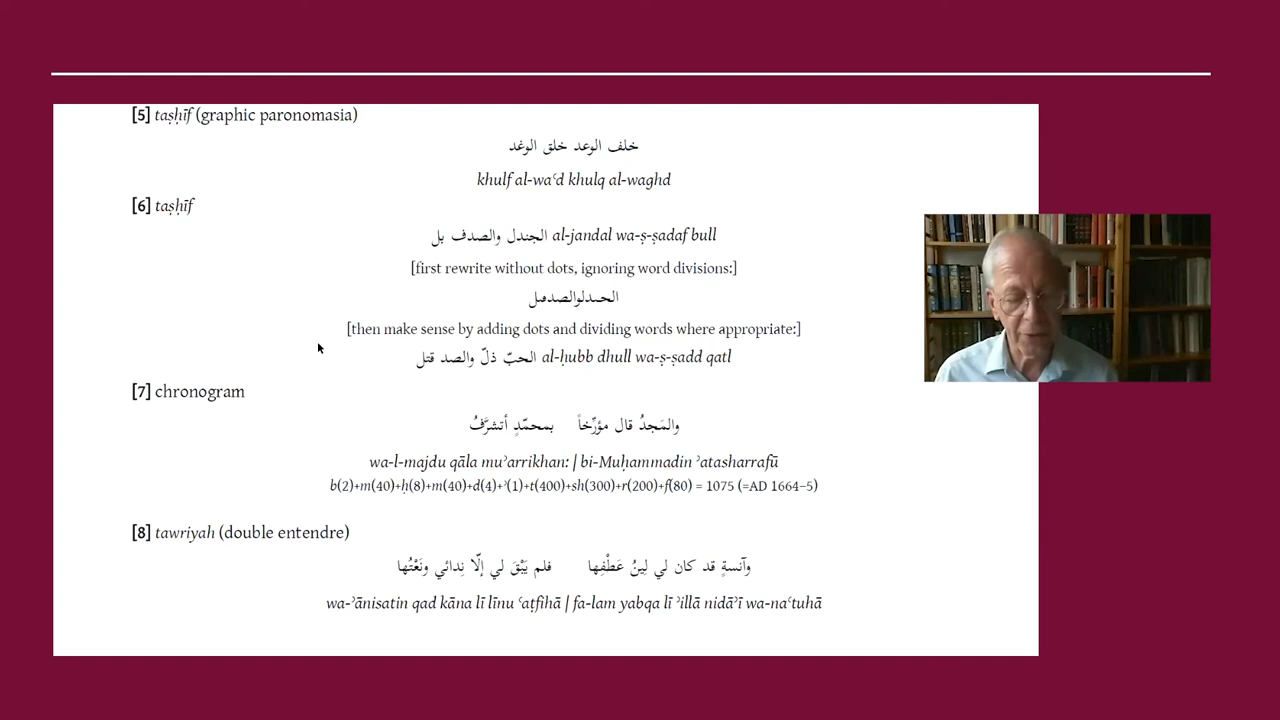 [5] taṣḥīf (graphic paronomasia)
خلف الوعد خلق الوغد
khulf al-waʿd khulq al-waghd
[6] taṣḥīf
الجندل والصدف بل al-jandal wa-ṣ-ṣadaf bull
[first rewrite without dots, ignoring word divisions:]
[then make sense by adding dots and dividing words where appropriate:]
الحبّ ذلّ والصد قتل al-ḥubb dhull wa-ṣ-ṣadd qatl
[7] chronogram
والمَجدُ قال مؤرِّخاً بمحمّدٍ أتشرَّفُ
wa-l-majdu qāla muʾarrikhan: | bi-Muḥammadin ʾatasharrafū
b(2)+m(40)+ḥ(8)+m(40)+d(4)+ʾ(1)+t(400)+sh(300)+r(200)+f(80) = 1075 (=AD 1664–5)
[8] tawriyah (double entendre)
وآنسةٍ قد كان لي لِينُ عَطْفِها فلم يَبْقَ لي إلّا نِدائي ونَعْتُها
wa-ʾānisatin qad kāna lī līnu ʿaṭfihā | fa-lam yabqa lī ʾillā nidāʾī wa-naʿtuhā